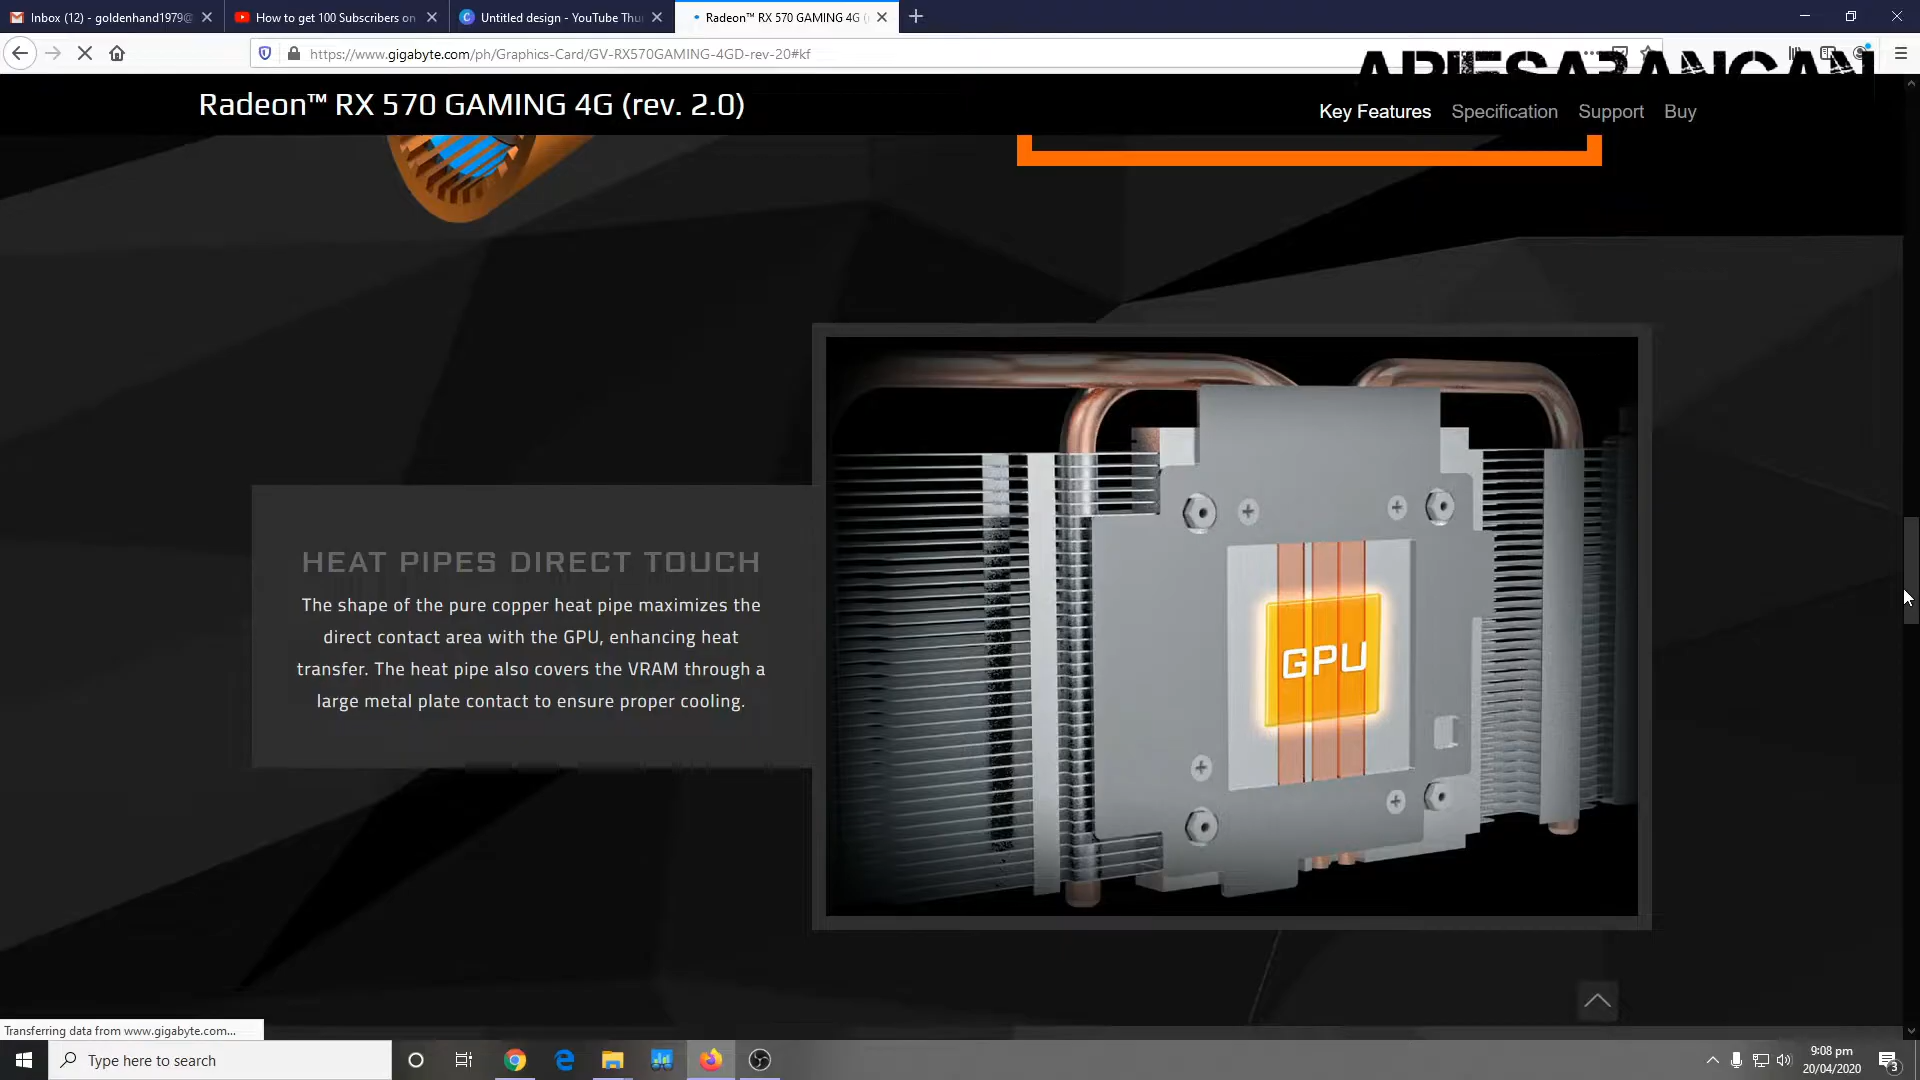 Inbox (12) - goldenhand1979@
How to get 100 Subscribers on
Untitled design - YouTube Thu
Radeon™ RX 570 GAMING 4G (
https://www.gigabyte.com/ph/Graphics-Card/GV-RX570GAMING-4GD-rev-20#kf
ARIESABANGAN
Radeon™ RX 570 GAMING 4G (rev. 2.0)
Key Features Specification Support Buy
HEAT PIPES DIRECT TOUCH
The shape of the pure copper heat pipe maximizes the
direct contact area with the GPU, enhancing heat
transfer. The heat pipe also covers the VRAM through a
large metal plate contact to ensure proper cooling.
GPU
Transferring data from www.gigabyte.com...
Type here to search
9:08 pm
20/04/2020
3